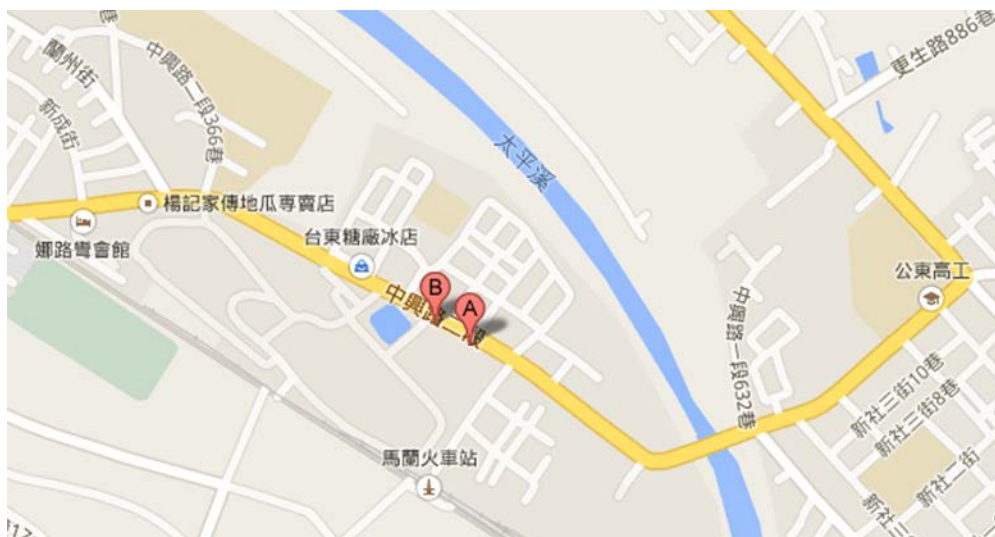 蘭州街
中興路二段366巷
新成街
楊記家傳地瓜専賣店
娜路彎會館
台東糖廠冰店
太平溪
更生路886巷
B
A
中興路二段
公東高工
中興路一段632巷
新社三街10巷
新社三街8巷
新社二街
馬蘭火車站